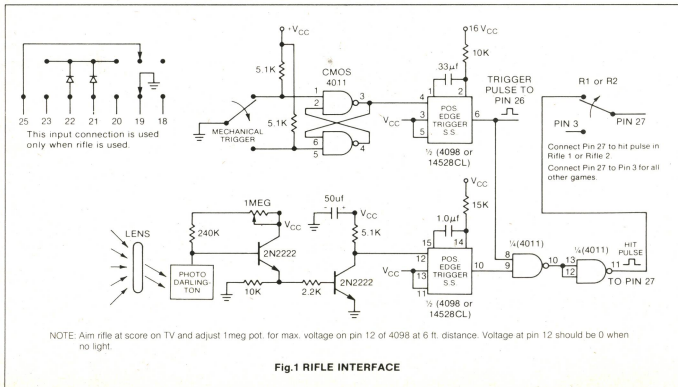 +VCC
5.1K
5.1K
MECHANICAL
TRIGGER
CMOS
4011
1
2
3
6
5
4
16 VCC
10K
33μf
1
2
4
VCC
3
5
POS
EDGE
TRIGGER
S.S.
6
½ (4098 or
14528CL)
TRIGGER
PULSE TO
PIN 26
R1 or R2
PIN 3
PIN 27
Connect Pin 27 to hit pulse in
Rifle 1 or Rifle 2.
Connect Pin 27 to Pin 3 for all
other games.
25 23 22 21 20 19 18
This input connection is used
only when rifle is used.
LENS
240K
1MEG
VCC
PHOTO
DARLING-
TON
2N2222
10K
2.2K
50uf
- +
VCC
5.1K
2N2222
VCC
15K
1.0μf
15
14
12
VCC
13
11
POS
EDGE
TRIGGER
S.S.
10
½ (4098 or
14528CL)
8
9
¼(4011)
10
13
12
¼(4011)
11
HIT
PULSE
TO PIN 27
NOTE: Aim rifle at score on TV and adjust 1meg pot. for max. voltage on pin 12 of 4098 at 6 ft. distance. Voltage at pin 12 should be 0 when
no light.
Fig.1 RIFLE INTERFACE